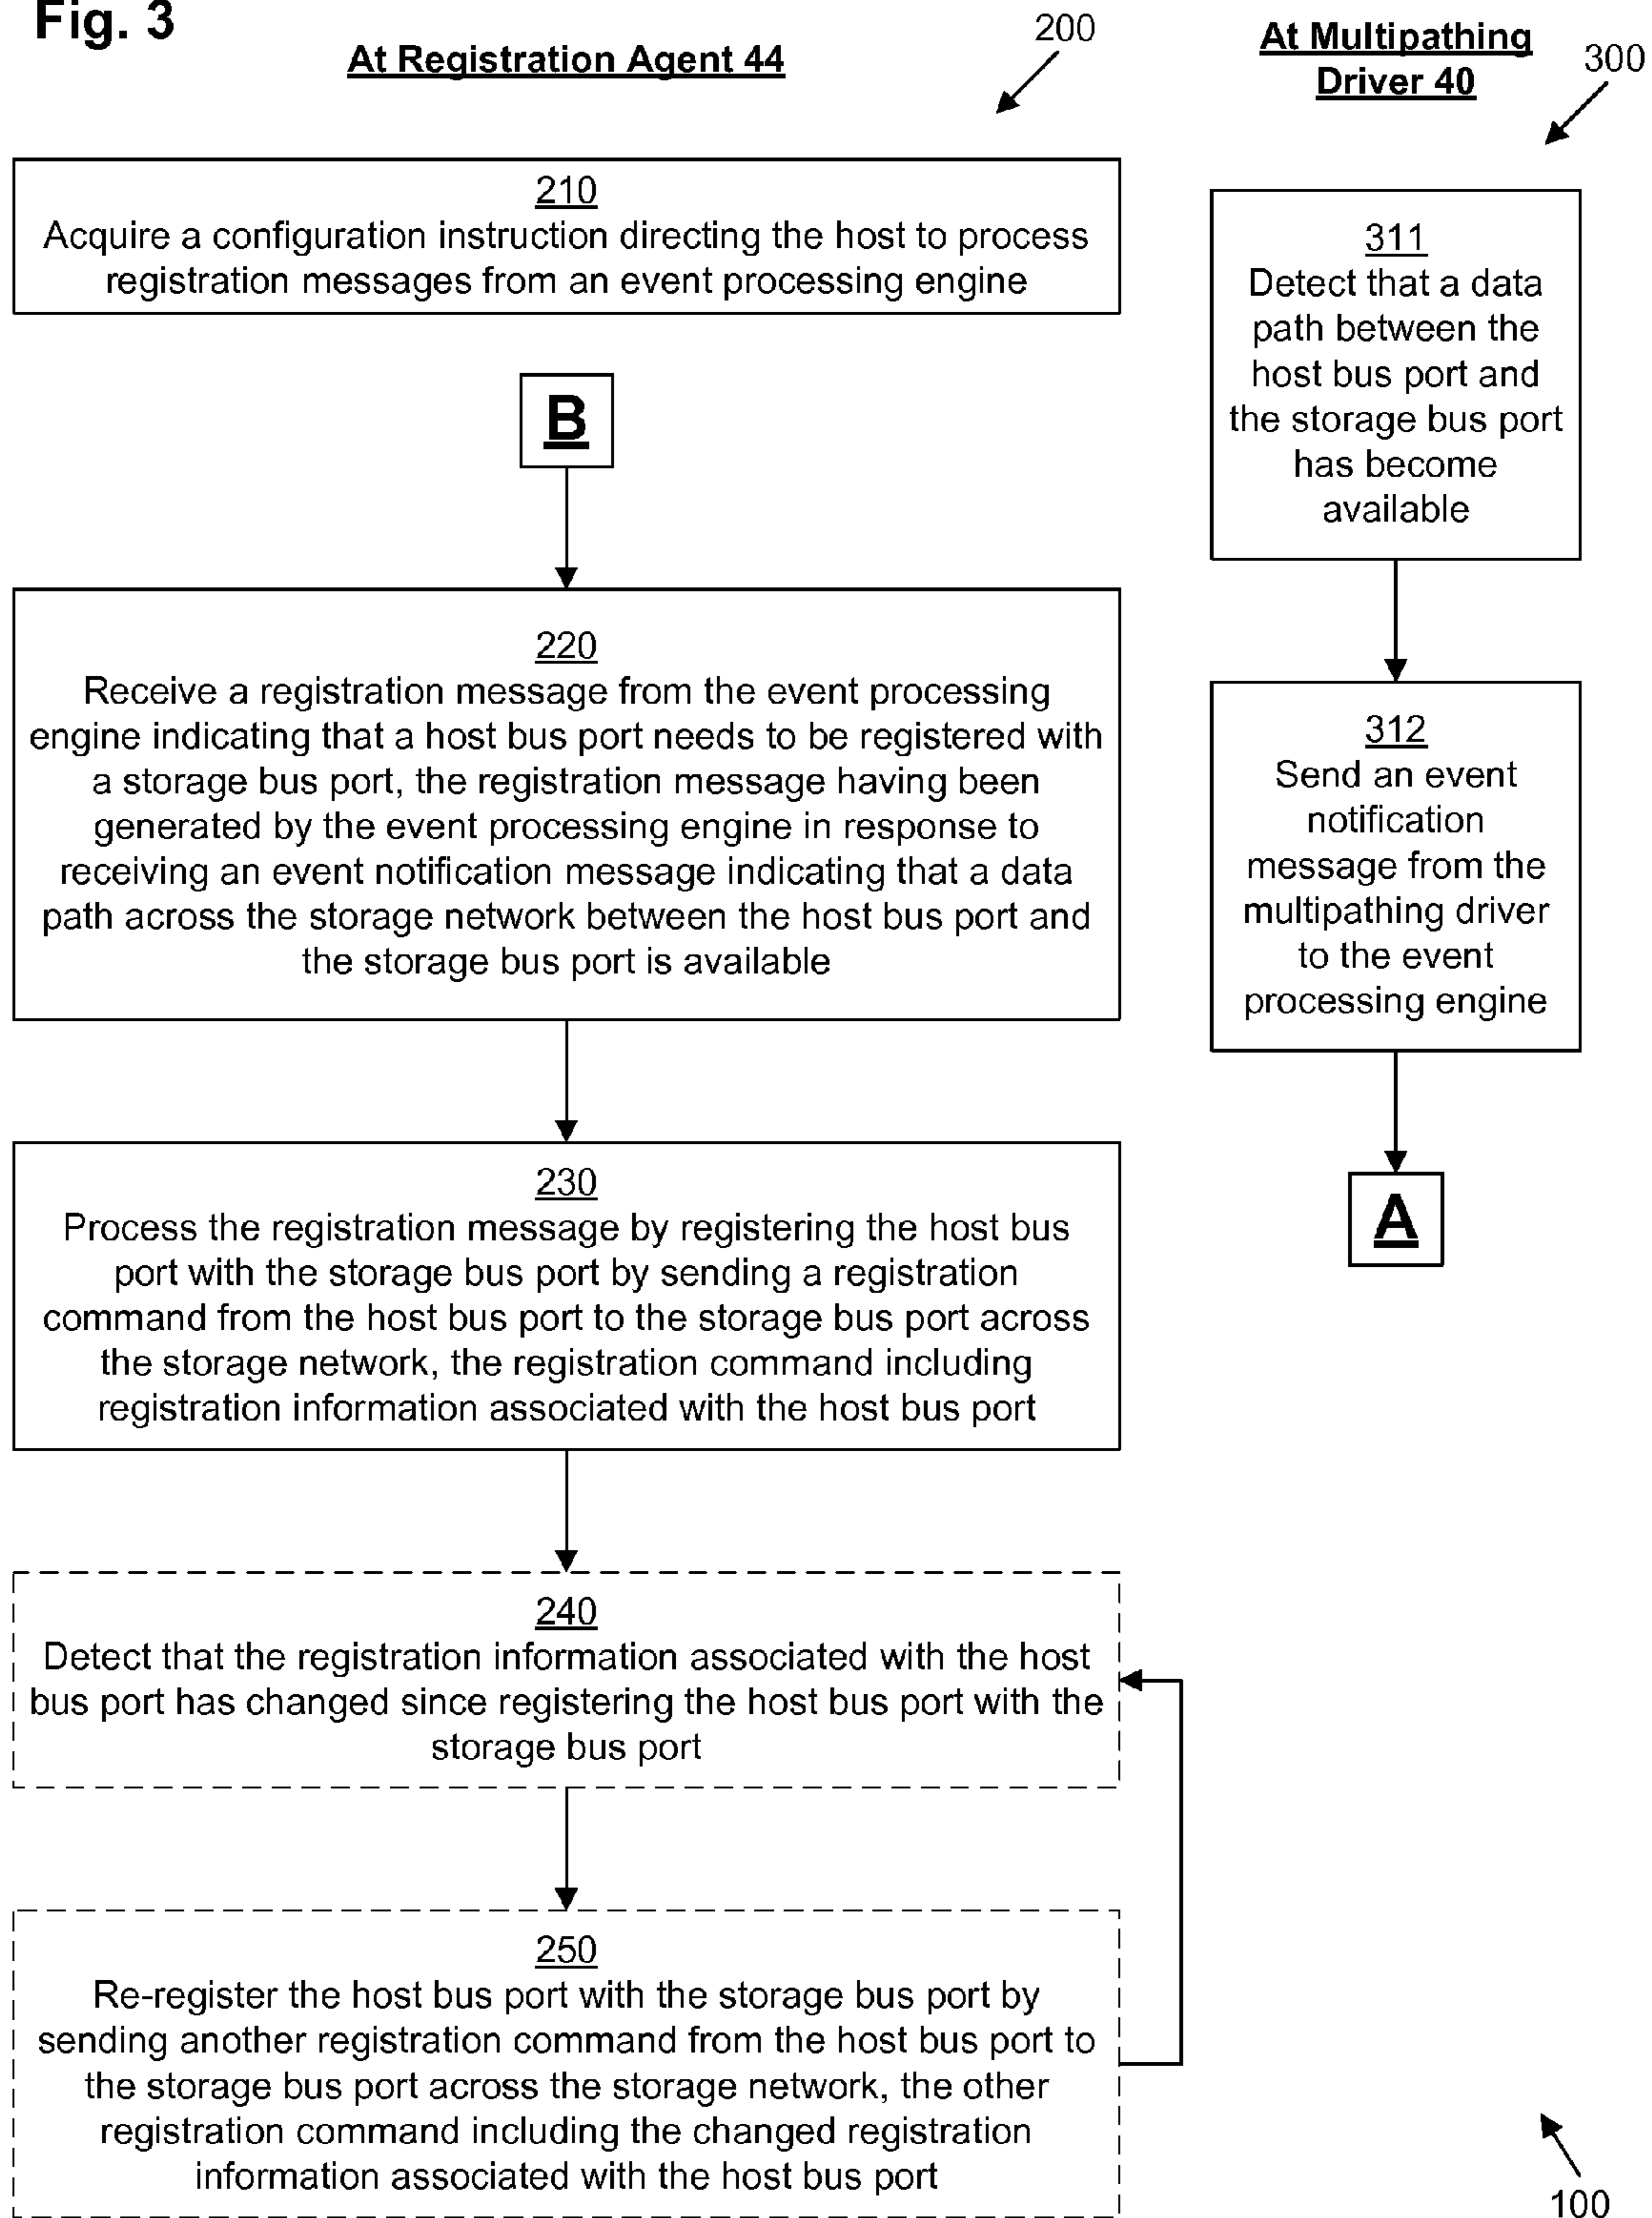 Fig. 3
At Registration Agent 44
200
At Multipathing
Driver 40
300
210
Acquire a configuration instruction directing the host to process
registration messages from an event processing engine
B
220
Receive a registration message from the event processing
engine indicating that a host bus port needs to be registered with
a storage bus port, the registration message having been
generated by the event processing engine in response to
receiving an event notification message indicating that a data
path across the storage network between the host bus port and
the storage bus port is available
230
Process the registration message by registering the host bus
port with the storage bus port by sending a registration
command from the host bus port to the storage bus port across
the storage network, the registration command including
registration information associated with the host bus port
240
Detect that the registration information associated with the host
bus port has changed since registering the host bus port with the
storage bus port
250
Re-register the host bus port with the storage bus port by
sending another registration command from the host bus port to
the storage bus port across the storage network, the other
registration command including the changed registration
information associated with the host bus port
311
Detect that a data
path between the
host bus port and
the storage bus port
has become
available
312
Send an event
notification
message from the
multipathing driver
to the event
processing engine
A
100